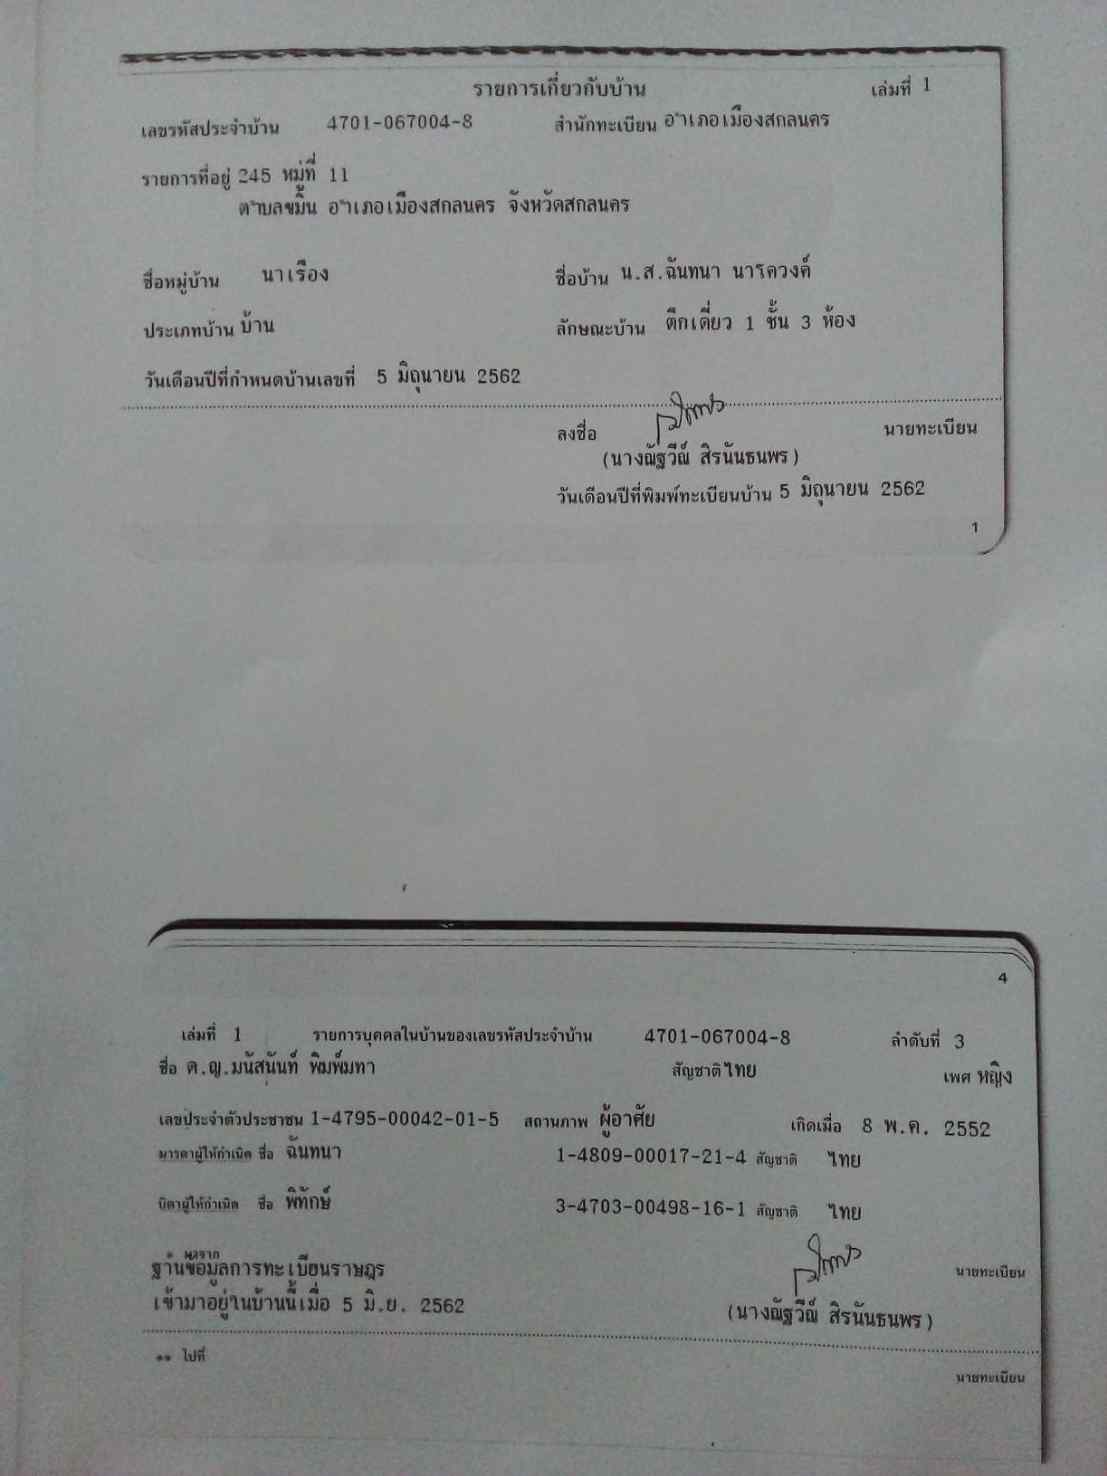 รายการเกี่ยวกับบ้าน เล่มที่ 1
เลขรหัสประจำบ้าน 4701-067004-8 สำนักทะเบียน อำเภอเมืองสกลนคร
รายการที่อยู่ 245 หมู่ที่ 11
ตำบลขมิ้น อำเภอเมืองสกลนคร จังหวัดสกลนคร
ชื่อหมู่บ้าน นาเรือง ชื่อบ้าน น.ส.ฉันทนา นารควงค์
ประเภทบ้าน บ้าน ลักษณะบ้าน ตึกเดี่ยว 1 ชั้น 3 ห้อง
วันเดือนปีที่กำหนดบ้านเลขที่ 5 มิถุนายน 2562
ลงชื่อ นายทะเบียน
(นางณัฐวีณ์ สิรนันธนพร)
วันเดือนปีที่พิมพ์ทะเบียนบ้าน 5 มิถุนายน 2562
1
4
เล่มที่ 1 รายการบุคคลในบ้านของเลขรหัสประจำบ้าน 4701-067004-8 ลำดับที่ 3
ชื่อ ด.ญ.มนัสนันท์ พิมพ์มทา สัญชาติ ไทย เพศ หญิง
เลขประจำตัวประชาชน 1-4795-00042-01-5 สถานภาพ ผู้อาศัย เกิดเมื่อ 8 พ.ค. 2552
มารดาผู้ให้กำเนิด ชื่อ ฉันทนา 1-4809-00017-21-4 สัญชาติ ไทย
บิดาผู้ให้กำเนิด ชื่อ พิทักษ์ 3-4703-00498-16-1 สัญชาติ ไทย
* มาจาก
ฐานข้อมูลการทะเบียนราษฎร นายทะเบียน
เข้ามาอยู่ในบ้านนี้เมื่อ 5 มิ.ย. 2562 (นางณัฐวีณ์ สิรนันธนพร)
** ไปที่
นายทะเบียน